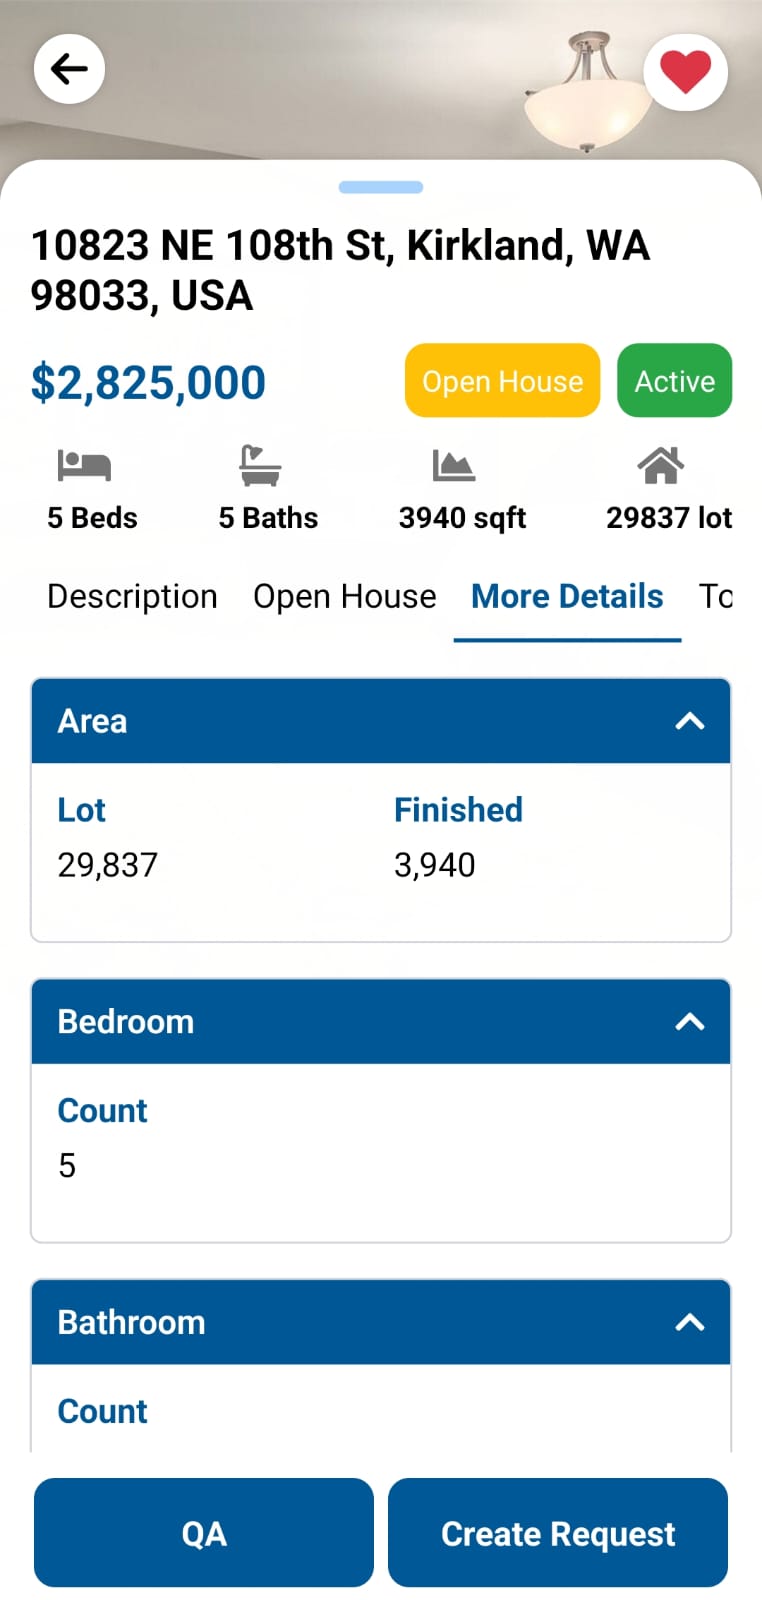 10823 NE 108th St, Kirkland, WA
98033, USA
$2,825,000
Open House
Active
5 Beds
5 Baths
3940 sqft
29837 lot
Description
Open House
More Details
To
Area
Lot
Finished
29,837
3,940
Bedroom
Count
5
Bathroom
Count
QA
Create Request